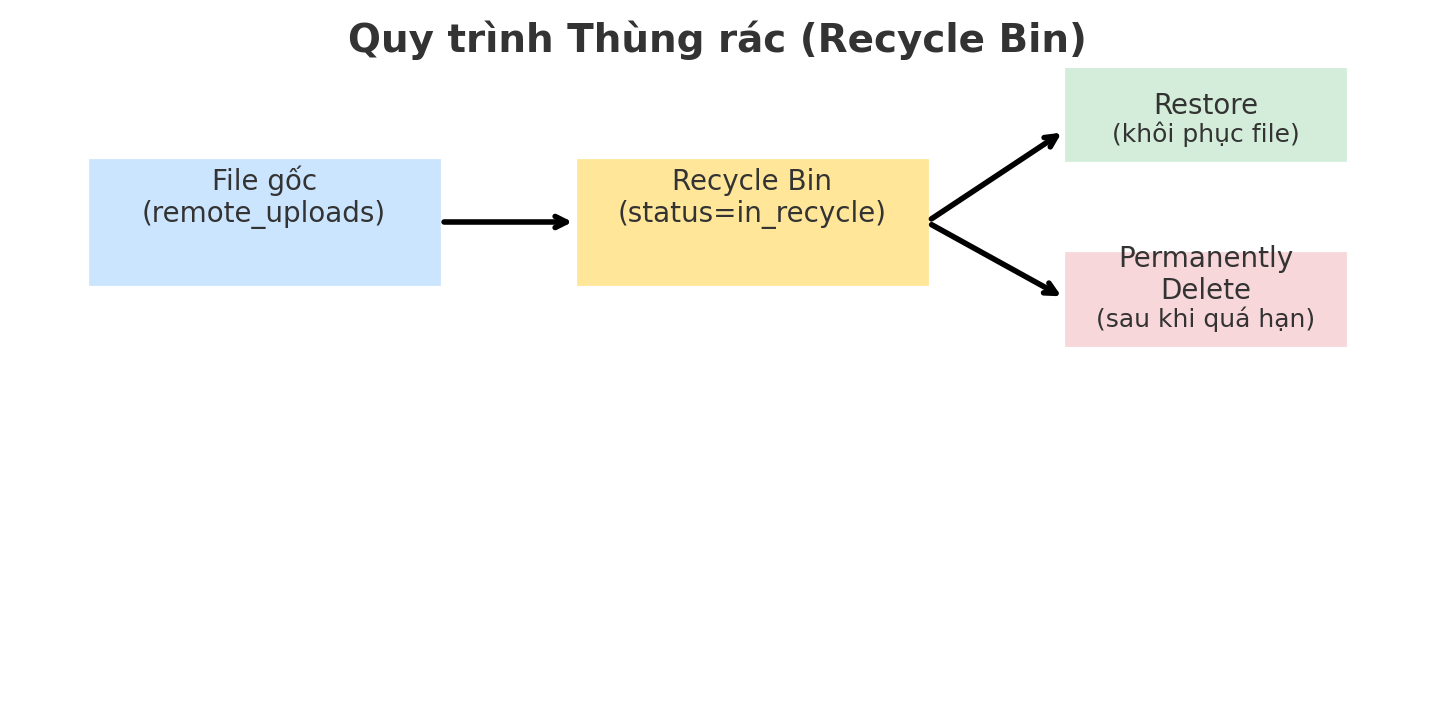 Quy trình Thùng rác (Recycle Bin)
File gốc
(remote_uploads)
Recycle Bin
(status=in_recycle)
Restore
(khôi phục file)
Permanently
Delete
(sau khi quá hạn)